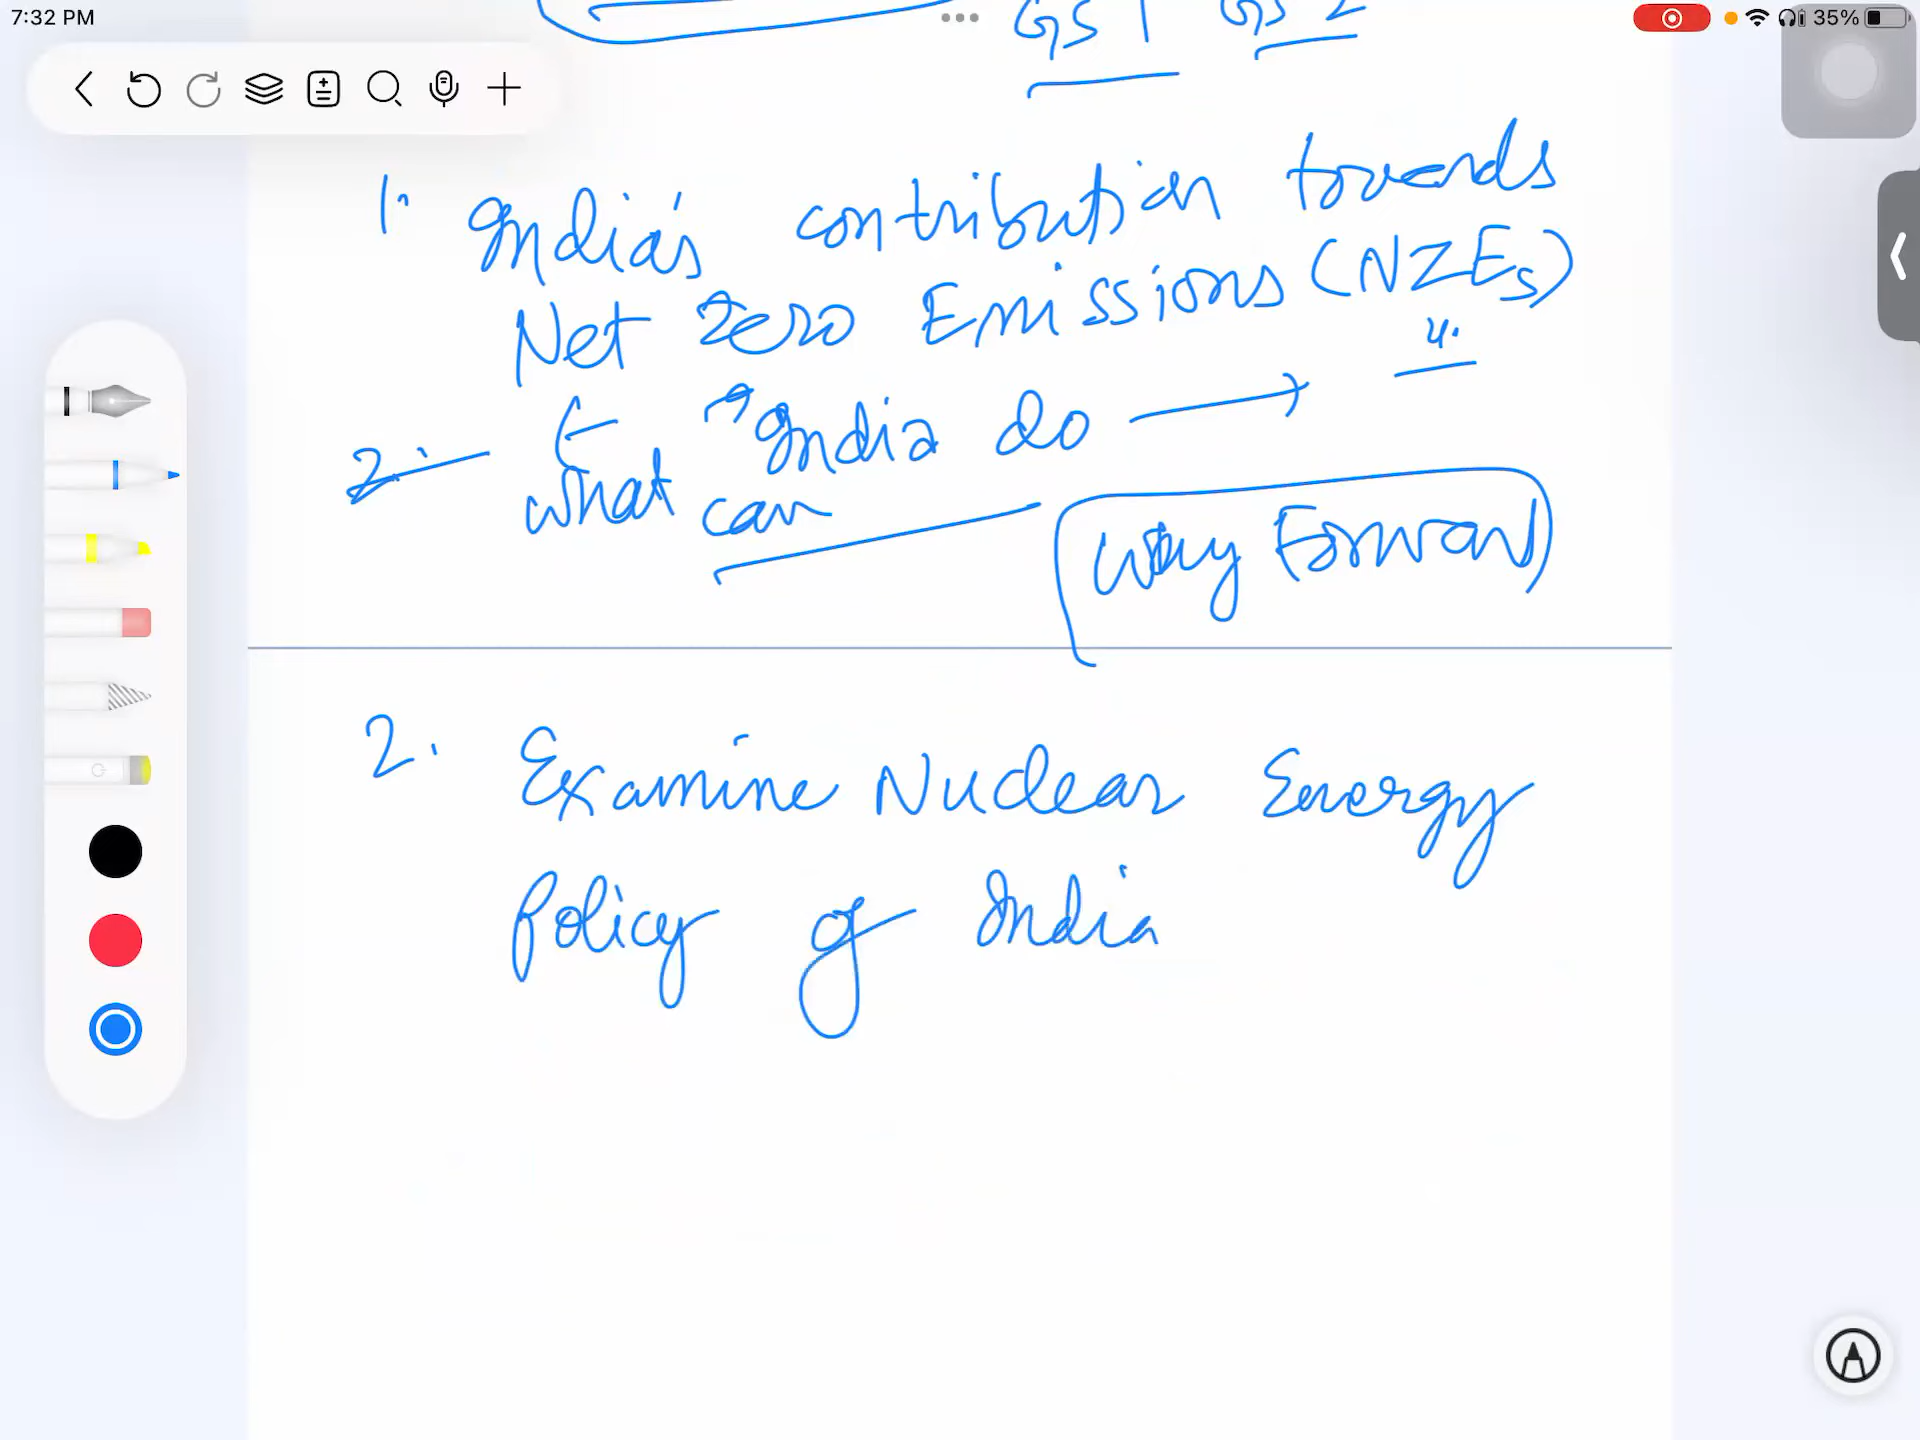 7:32 PM
35%
GS 1 GS 2
1. India's contribution towards
Net Zero Emissions (NZEs)
4.
2. What can India do
Way Forward
2. Examine Nuclear Energy
Policy of India